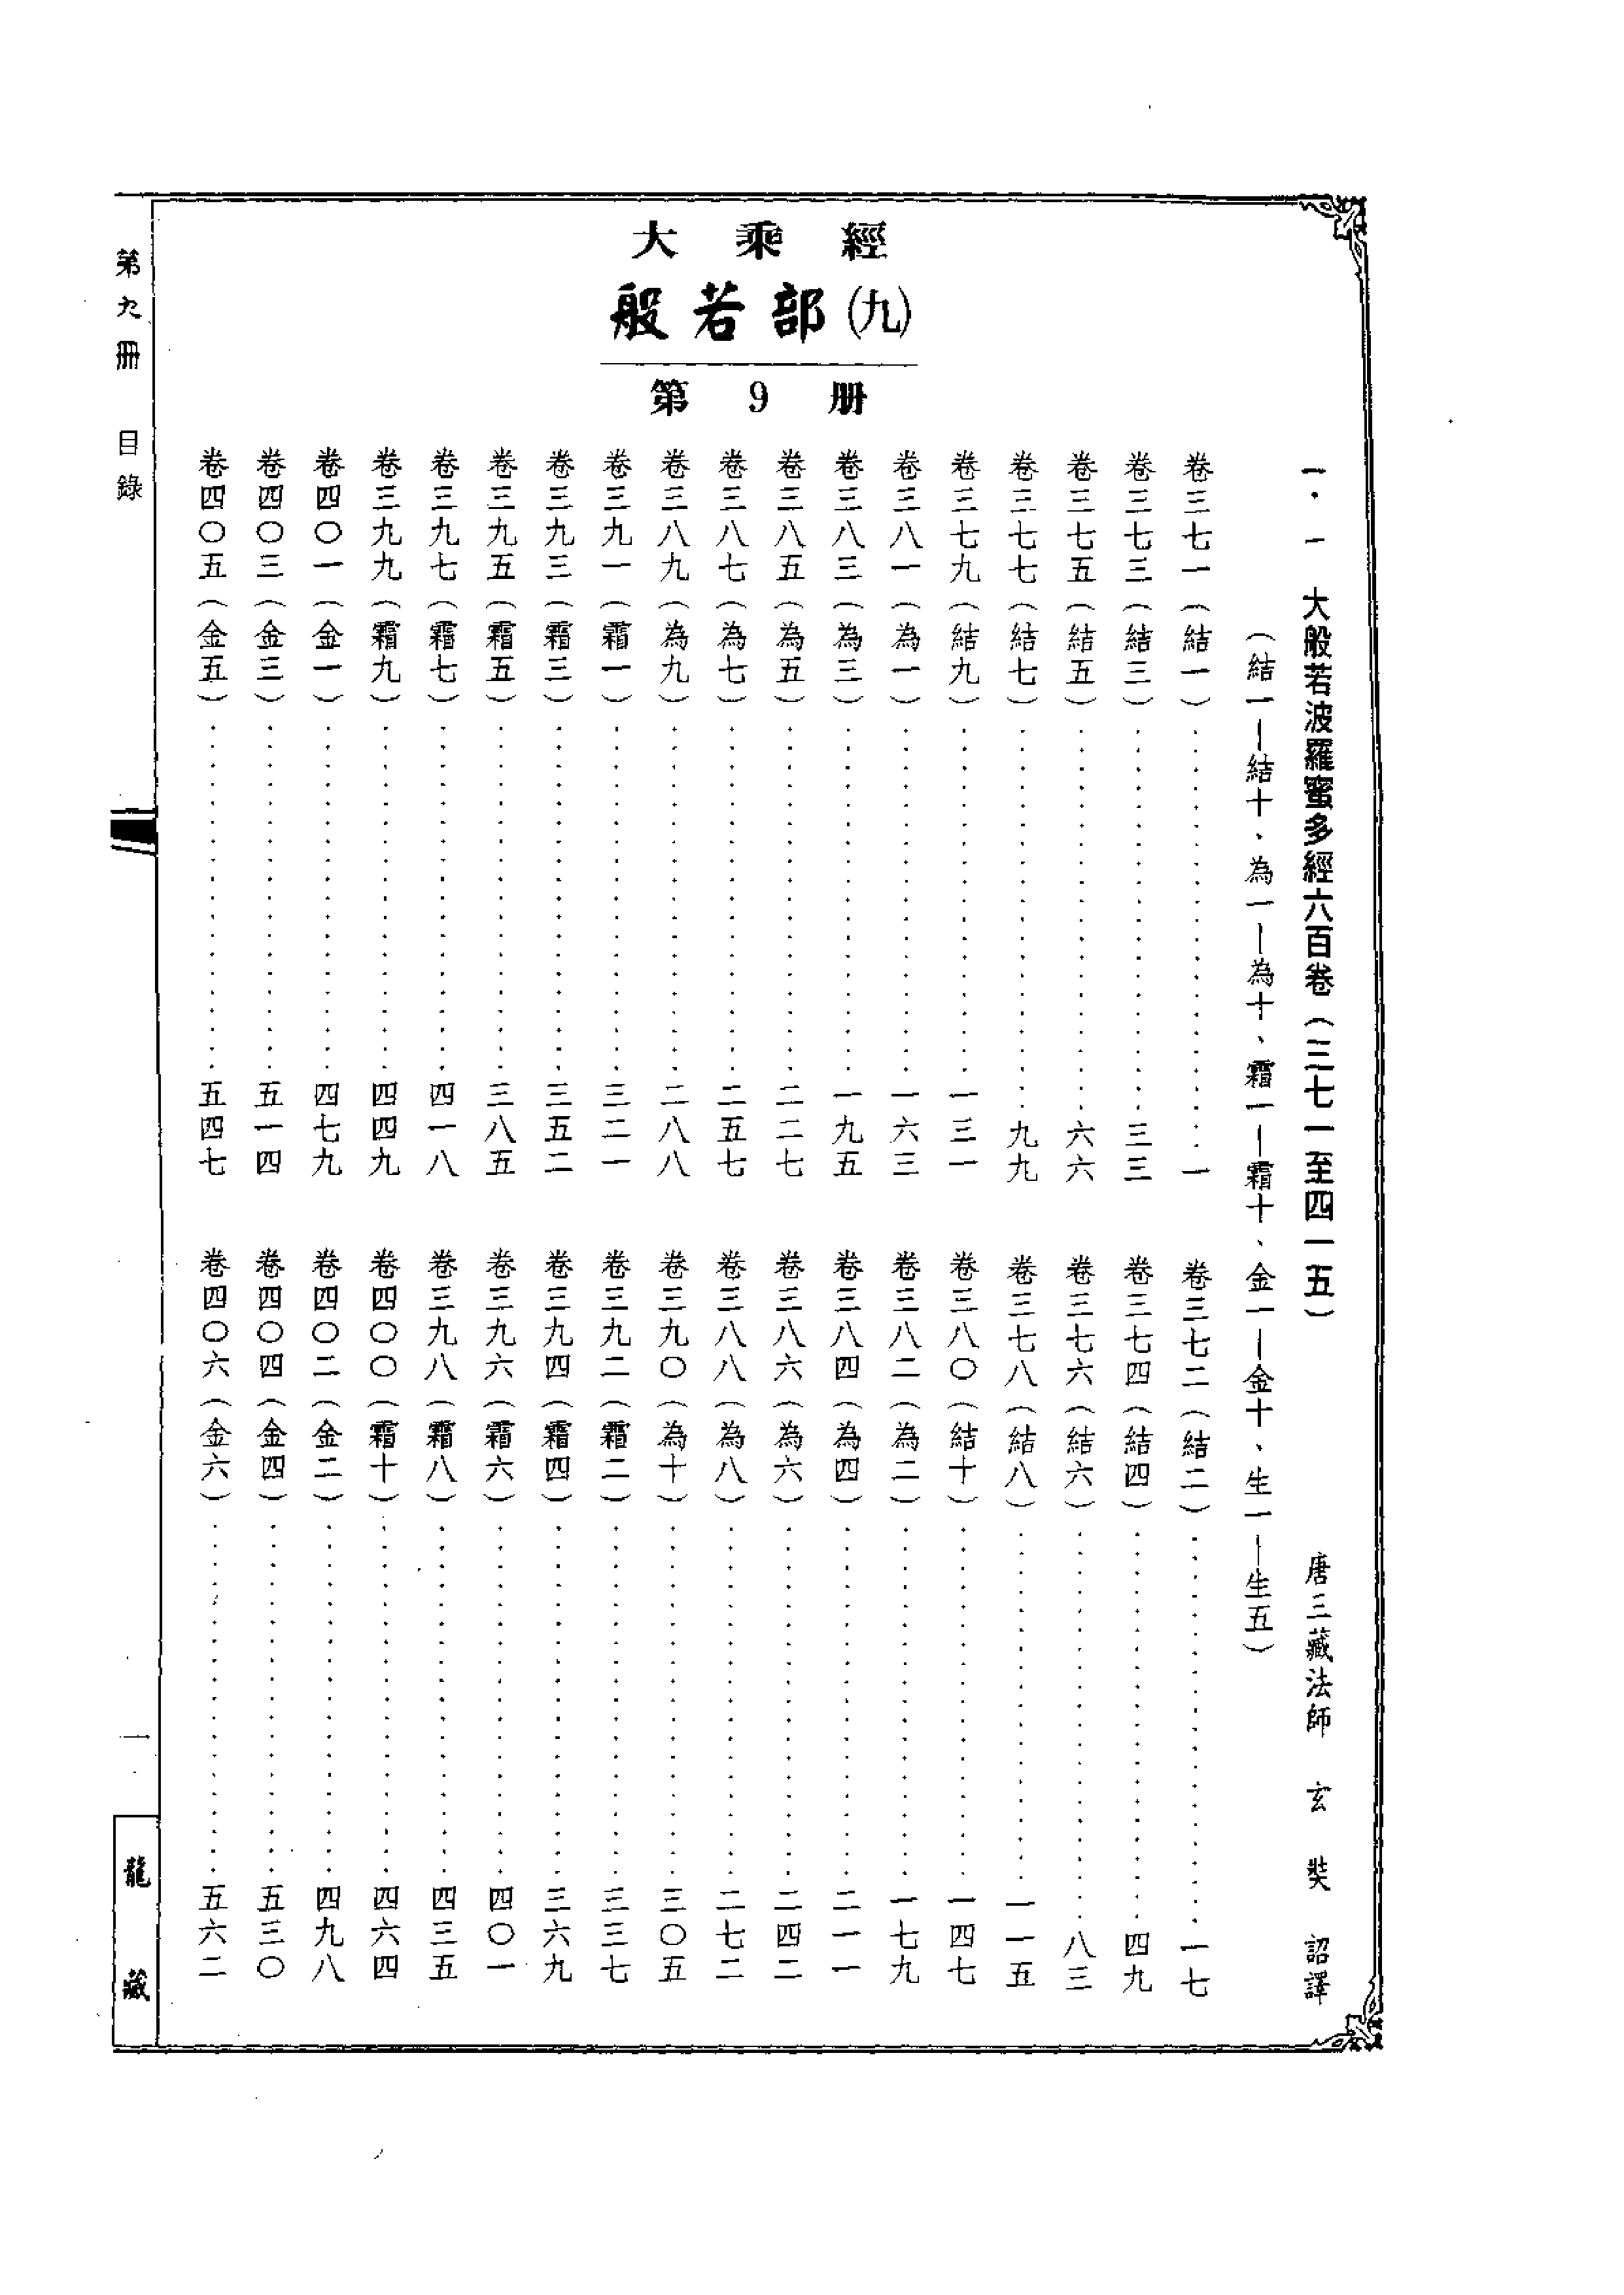 大乘經
般若部(九)
第9册
一．一 大般若波羅蜜多經六百卷（三七一至四一五） 唐三藏法師 玄奘 詔譯
（結一—結十、為一—為十、霜一—霜十、金一—金十、生一—生五）
卷三七一（結一）……一
卷三七二（結二）……一七
卷三七三（結三）……三三
卷三七四（結四）……四九
卷三七五（結五）……六六
卷三七六（結六）……八三
卷三七七（結七）……九九
卷三七八（結八）……一一五
卷三七九（結九）……一三一
卷三八〇（結十）……一四七
卷三八一（為一）……一六三
卷三八二（為二）……一七九
卷三八三（為三）……一九五
卷三八四（為四）……二一一
卷三八五（為五）……二二七
卷三八六（為六）……二四二
卷三八七（為七）……二五七
卷三八八（為八）……二七二
卷三八九（為九）……二八八
卷三九〇（為十）……三〇五
卷三九一（霜一）……三二一
卷三九二（霜二）……三三七
卷三九三（霜三）……三五二
卷三九四（霜四）……三六九
卷三九五（霜五）……三八五
卷三九六（霜六）……四〇一
卷三九七（霜七）……四一八
卷三九八（霜八）……四三五
卷三九九（霜九）……四四九
卷四〇〇（霜十）……四六四
卷四〇一（金一）……四七九
卷四〇二（金二）……四九八
卷四〇三（金三）……五一四
卷四〇四（金四）……五三〇
卷四〇五（金五）……五四七
卷四〇六（金六）……五六二
第九冊 目錄
一
龍藏